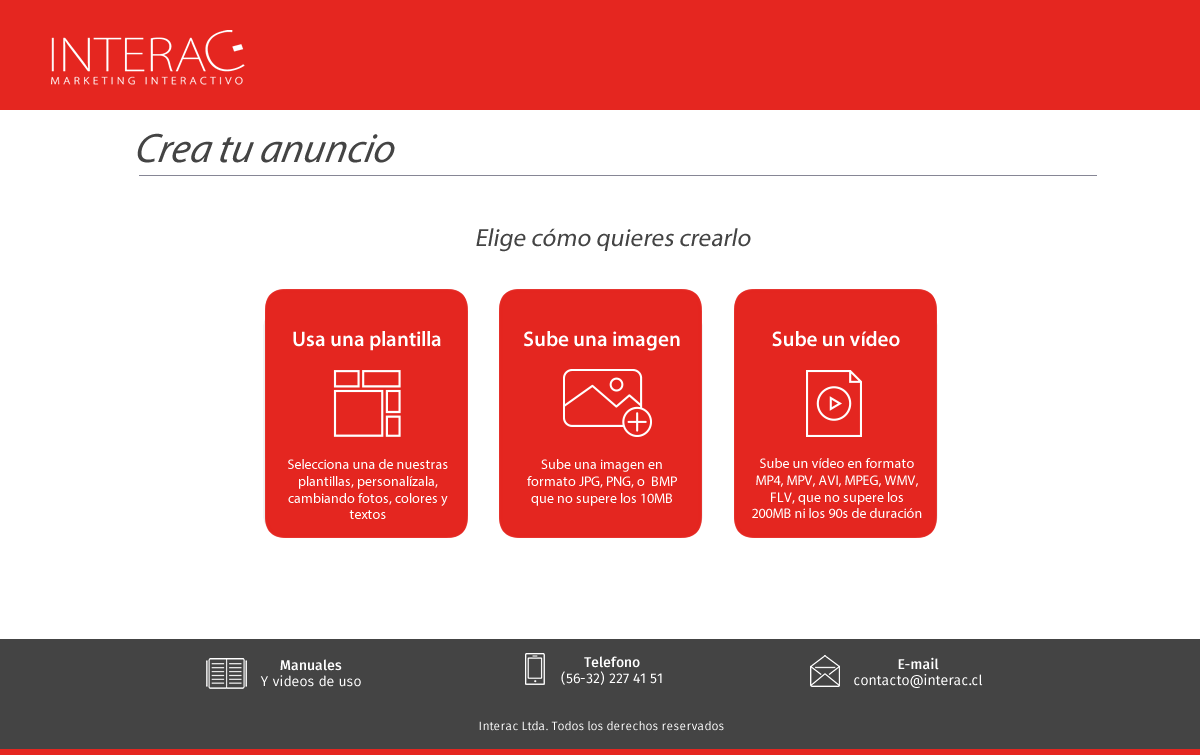 INTERAC
MARKETING INTERACTIVO
Crea tu anuncio
Elige cómo quieres crearlo
Usa una plantilla
Selecciona una de nuestras
plantillas, personalízala,
cambiando fotos, colores y
textos
Sube una imagen
Sube una imagen en
formato JPG, PNG, o BMP
que no supere los 10MB
Sube un vídeo
Sube un vídeo en formato
MP4, MPV, AVI, MPEG, WMV,
FLV, que no supere los
200MB ni los 90s de duración
Manuales
Y videos de uso
Telefono
(56-32) 227 41 51
E-mail
contacto@interac.cl
Interac Ltda. Todos los derechos reservados